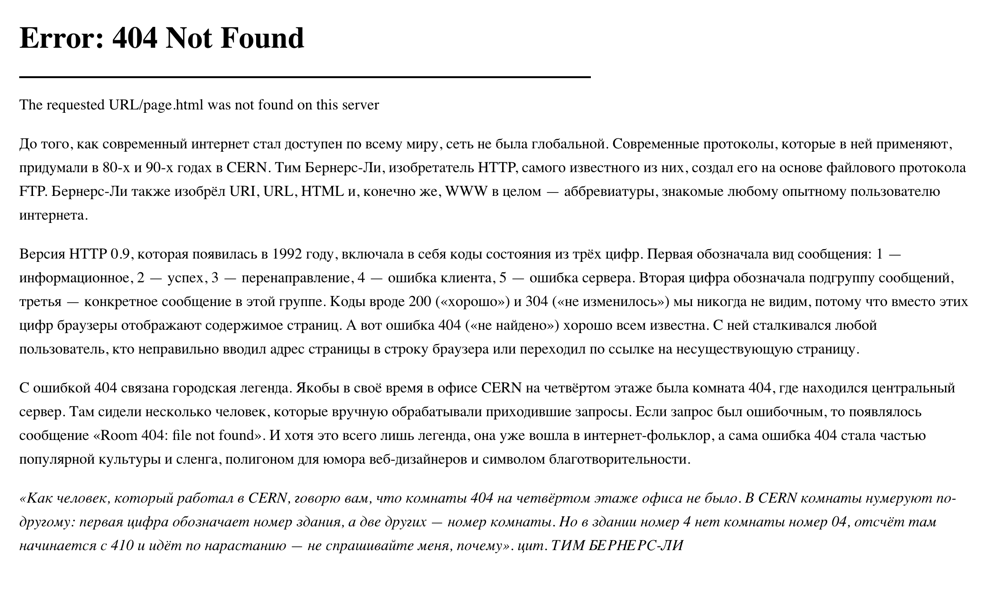 Error: 404 Not Found
The requested URL/page.html was not found on this server
До того, как современный интернет стал доступен по всему миру, сеть не была глобальной. Современные протоколы, которые в ней применяют,
придумали в 80-х и 90-х годах в CERN. Тим Бернерс-Ли, изобретатель HTTP, самого известного из них, создал его на основе файлового протокола
FTP. Бернерс-Ли также изобрёл URI, URL, HTML и, конечно же, WWW в целом — аббревиатуры, знакомые любому опытному пользователю
интернета.
Версия HTTP 0.9, которая появилась в 1992 году, включала в себя коды состояния из трёх цифр. Первая обозначала вид сообщения: 1 —
информационное, 2 — успех, 3 — перенаправление, 4 — ошибка клиента, 5 — ошибка сервера. Вторая цифра обозначала подгруппу сообщений,
третья — конкретное сообщение в этой группе. Коды вроде 200 («хорошо») и 304 («не изменилось») мы никогда не видим, потому что вместо этих
цифр браузеры отображают содержимое страниц. А вот ошибка 404 («не найдено») хорошо всем известна. С ней сталкивался любой
пользователь, кто неправильно вводил адрес страницы в строку браузера или переходил по ссылке на несуществующую страницу.
С ошибкой 404 связана городская легенда. Якобы в своё время в офисе CERN на четвёртом этаже была комната 404, где находился центральный
сервер. Там сидели несколько человек, которые вручную обрабатывали приходившие запросы. Если запрос был ошибочным, то появлялось
сообщение «Room 404: file not found». И хотя это всего лишь легенда, она уже вошла в интернет-фольклор, а сама ошибка 404 стала частью
популярной культуры и сленга, полигоном для юмора веб-дизайнеров и символом благотворительности.
«Как человек, который работал в CERN, говорю вам, что комнаты 404 на четвёртом этаже офиса не было. В CERN комнаты нумеруют по-
другому: первая цифра обозначает номер здания, а две других — номер комнаты. Но в здании номер 4 нет комнаты номер 04, отсчёт там
начинается с 410 и идёт по нарастанию — не спрашивайте меня, почему». цит. ТИМ БЕРНЕРС-ЛИ